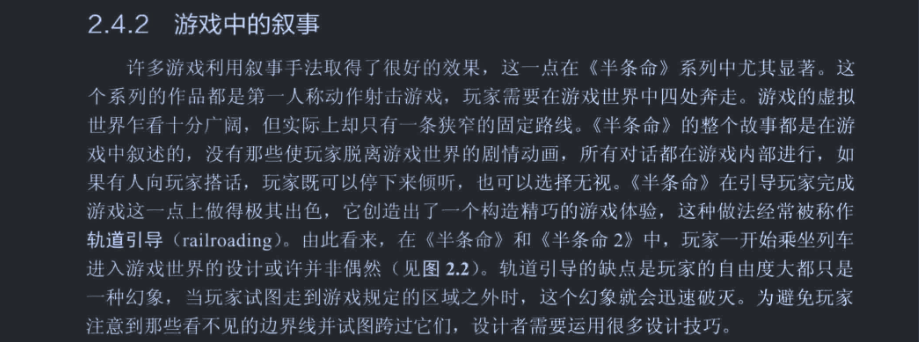 2.4.2 游戏中的叙事
许多游戏利用叙事手法取得了很好的效果，这一点在《半条命》系列中尤其显著。这
个系列的作品都是第一人称动作射击游戏，玩家需要在游戏世界中四处奔走。游戏的虚拟
世界乍看十分广阔，但实际上却只有一条狭窄的固定路线。《半条命》的整个故事都是在游
戏中叙述的，没有那些使玩家脱离游戏世界的剧情动画，所有对话都在游戏内部进行，如
果有人向玩家搭话，玩家既可以停下来倾听，也可以选择无视。《半条命》在引导玩家完成
游戏这一点上做得极其出色，它创造出了一个构造精巧的游戏体验，这种做法经常被称作
轨道引导（railroading）。由此看来，在《半条命》和《半条命 2》中，玩家一开始乘坐列车
进入游戏世界的设计或许并非偶然（见图 2.2）。轨道引导的缺点是玩家的自由度大都只是
一种幻象，当玩家试图走到游戏规定的区域之外时，这个幻象就会迅速破灭。为避免玩家
注意到那些看不见的边界线并试图跨过它们，设计者需要运用很多设计技巧。